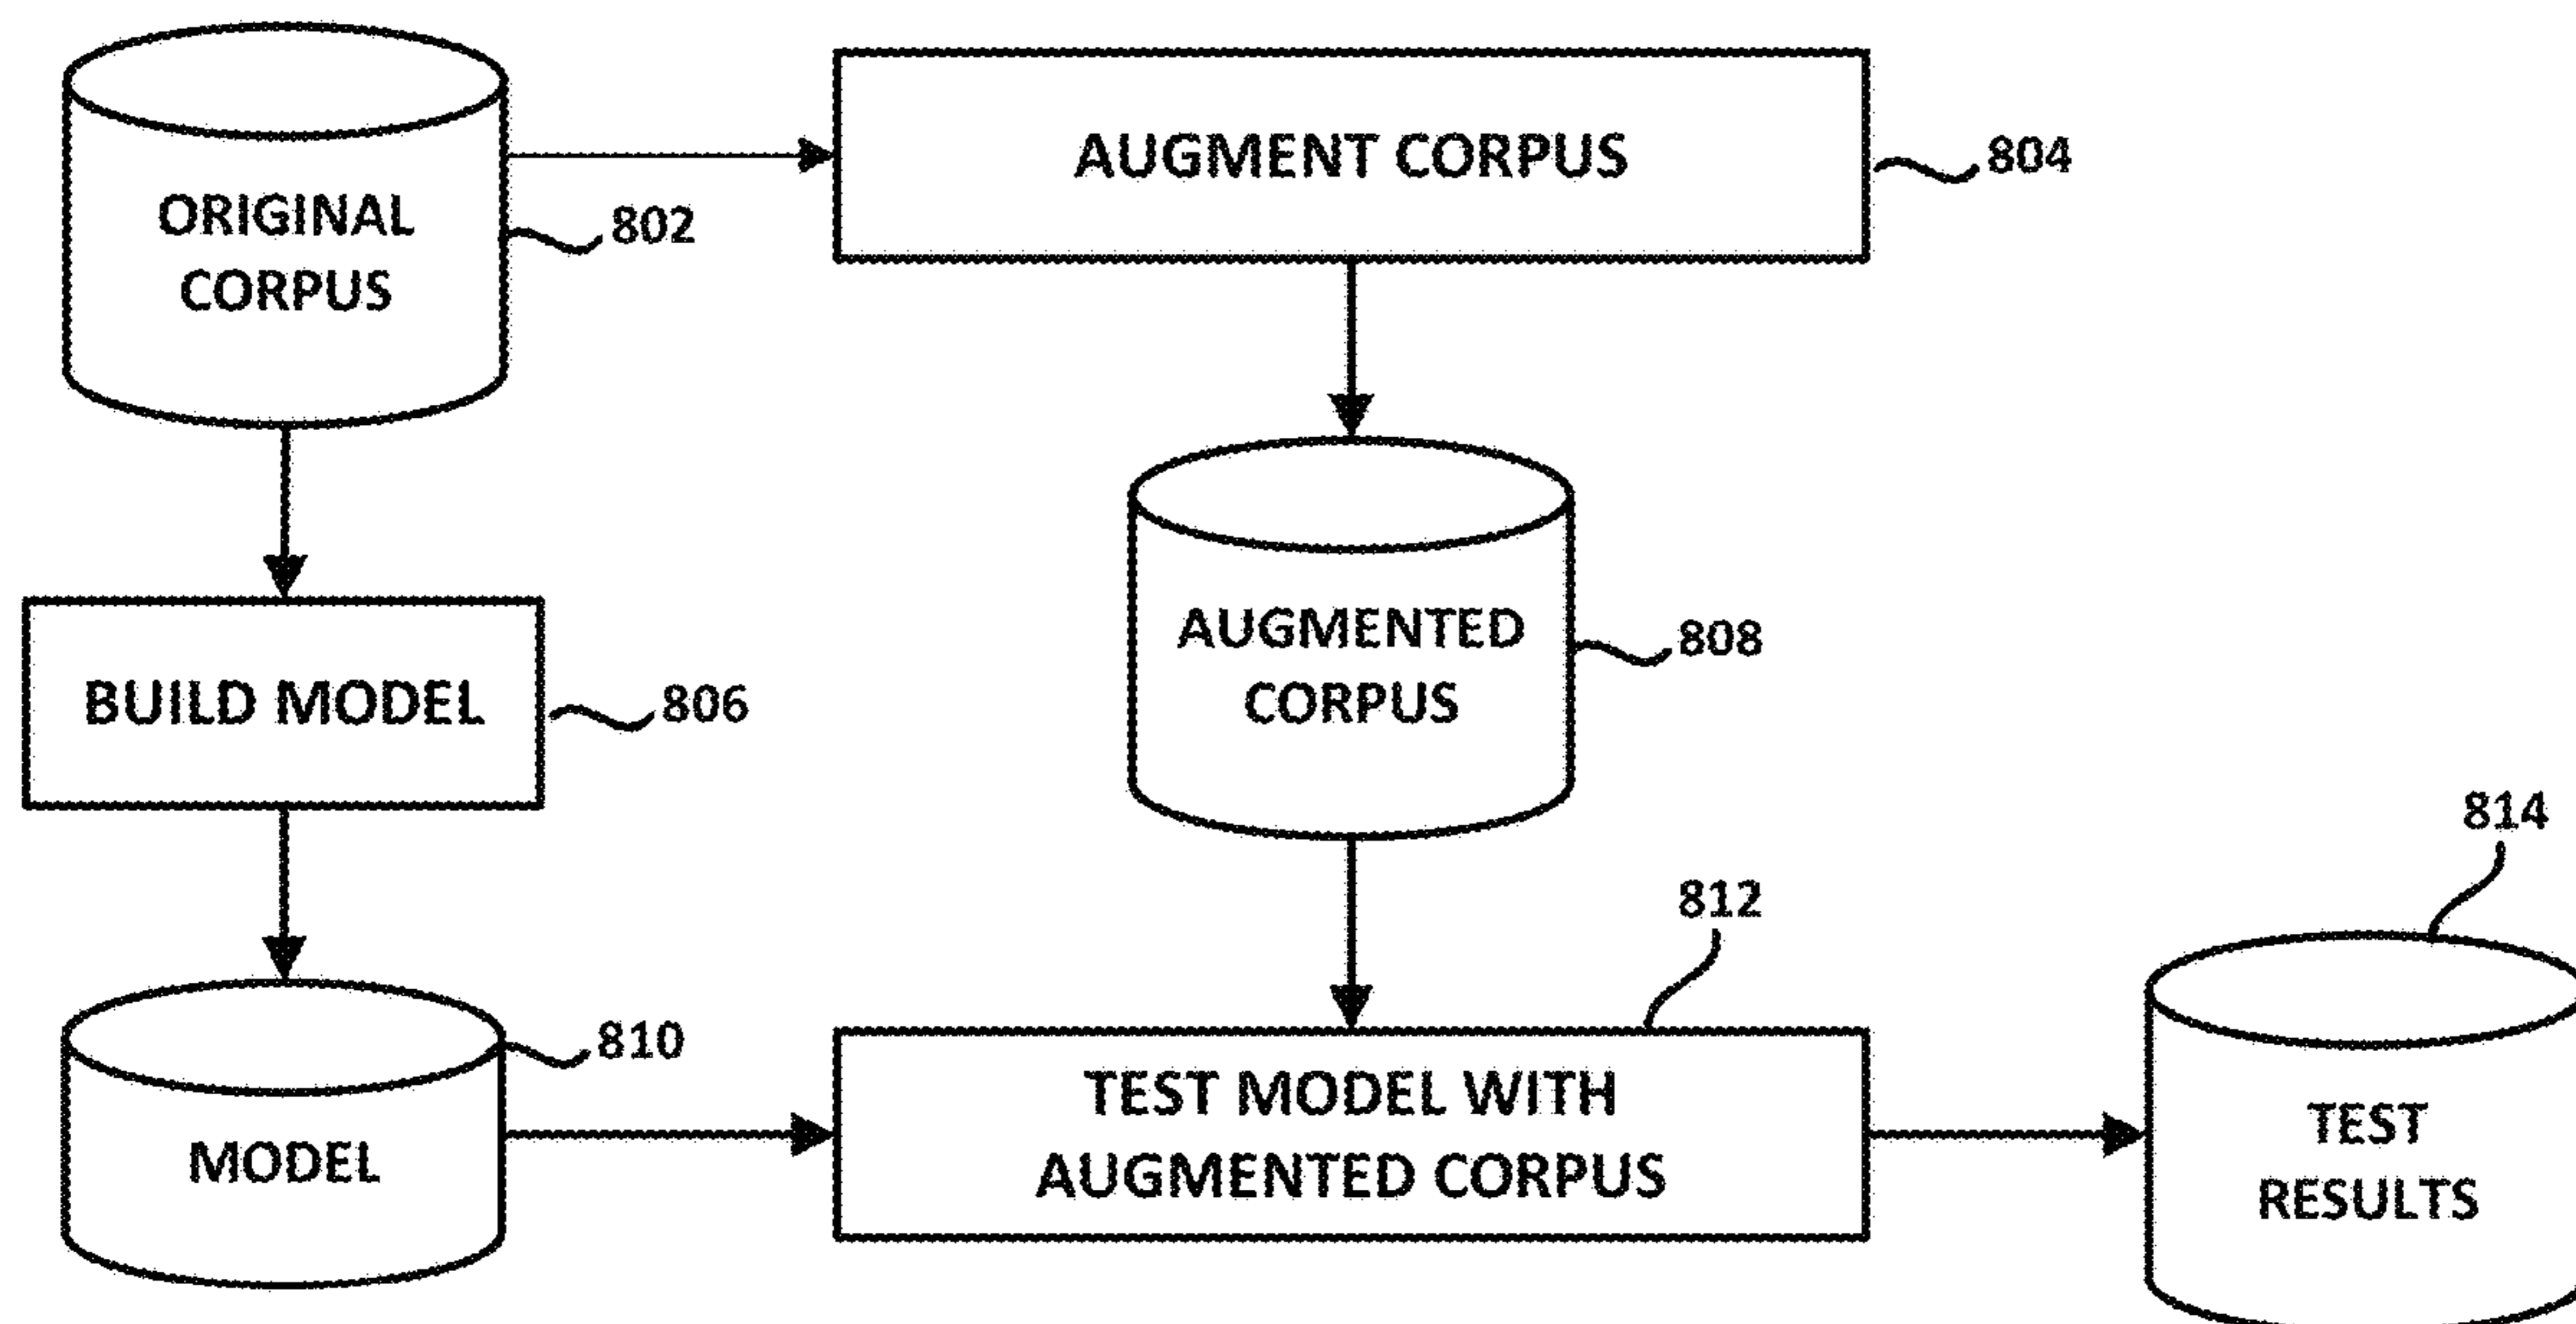 AUGMENT CORPUS
804
ORIGINAL
CORPUS
802
AUGMENTED
CORPUS
808
BUILD MODEL
806
814
812
810
MODEL
TEST MODEL WITH
AUGMENTED CORPUS
TEST
RESULTS